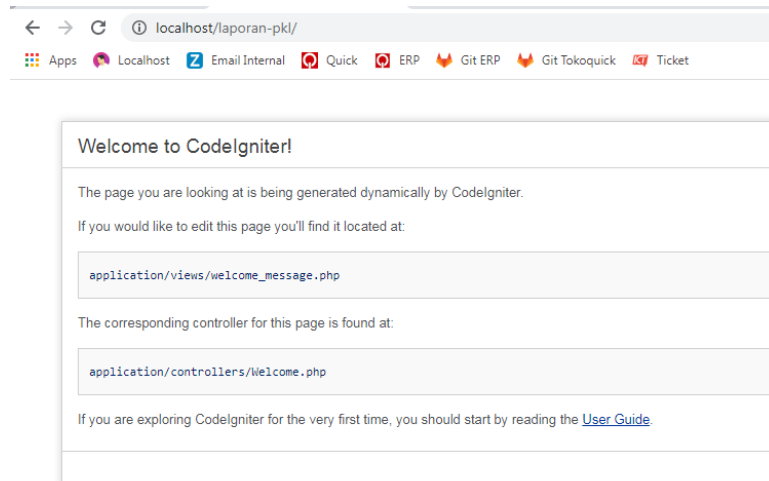 localhost/laporan-pkl/
Apps Localhost Z Email Internal Quick ERP Git ERP Git Tokoquick ICT Ticket
Welcome to CodeIgniter!
The page you are looking at is being generated dynamically by CodeIgniter.
If you would like to edit this page you'll find it located at:
application/views/welcome_message.php
The corresponding controller for this page is found at:
application/controllers/Welcome.php
If you are exploring CodeIgniter for the very first time, you should start by reading the User Guide.